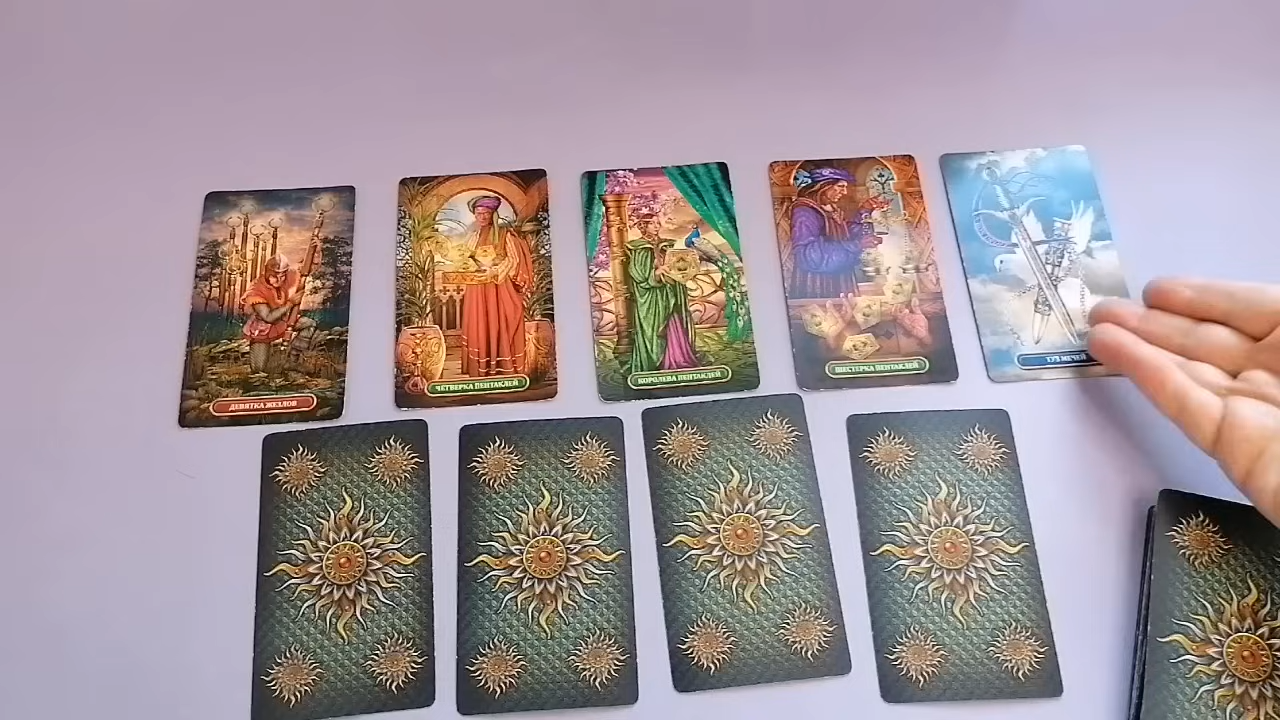 ДЕВЯТКА ЖЕЗЛОВ
ЧЕТВЕРКА ПЕНТАКЛЕЙ
КОРОЛЕВА ПЕНТАКЛЕЙ
ШЕСТЕРКА ПЕНТАКЛЕЙ
ТУЗ МЕЧЕЙ